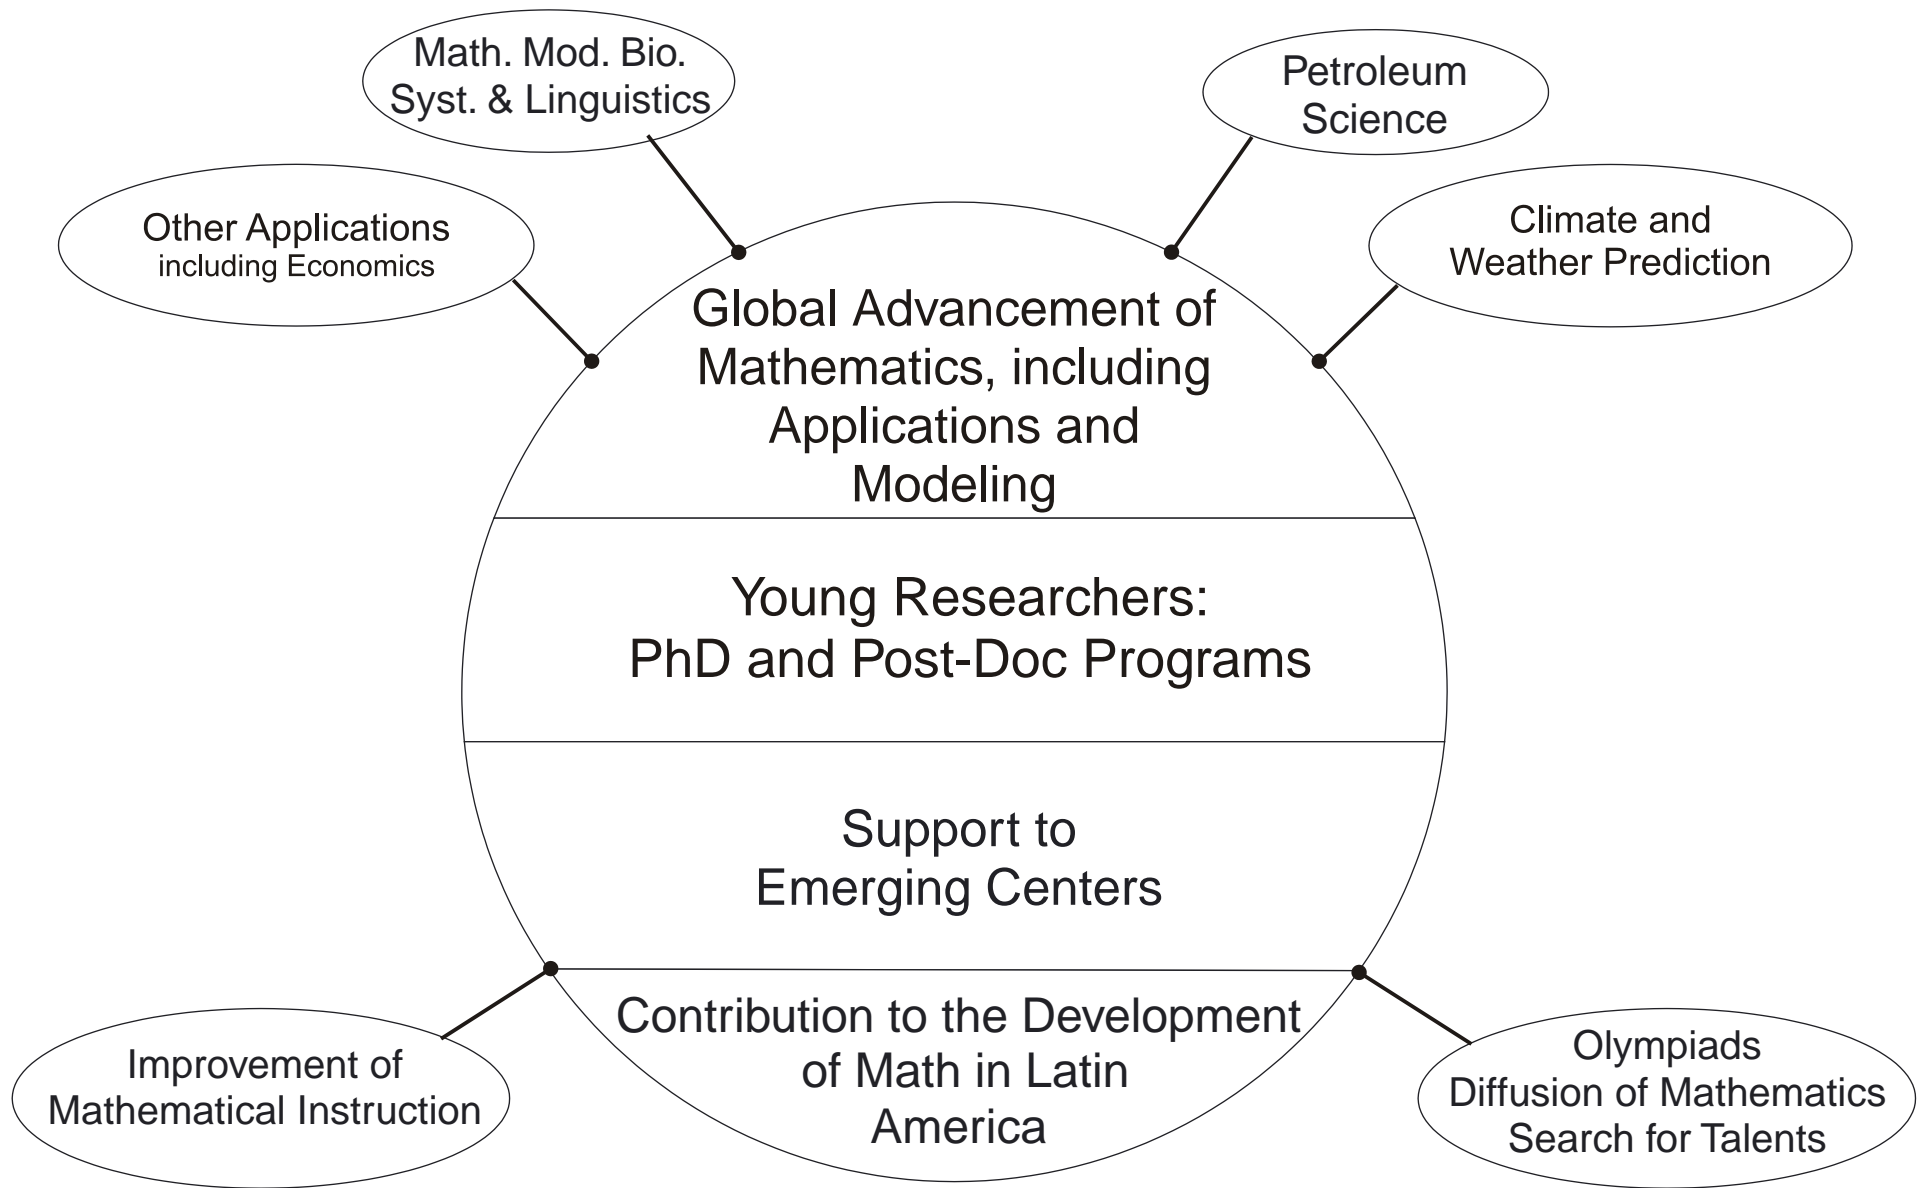 Math. Mod. Bio.
Syst. & Linguistics
Petroleum
Science
Other Applications
including Economics
Climate and
Weather Prediction
Global Advancement of
Mathematics, including
Applications and
Modeling
Young Researchers:
PhD and Post-Doc Programs
Support to
Emerging Centers
Contribution to the Development
of Math in Latin
America
Improvement of
Mathematical Instruction
Olympiads
Diffusion of Mathematics
Search for Talents